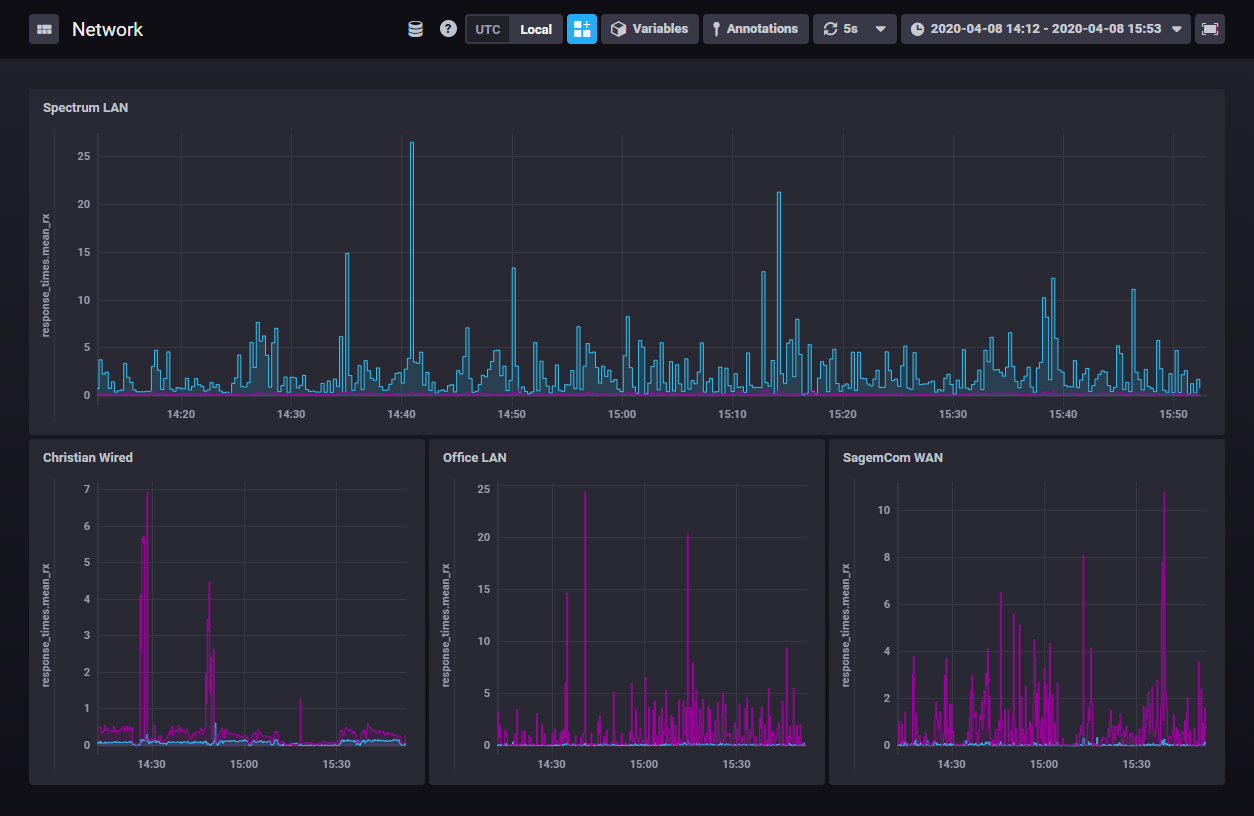 Network
? UTC Local Variables Annotations 5s 2020-04-08 14:12 - 2020-04-08 15:53
Spectrum LAN
response_times.mean_rx
25
20
15
10
5
0
14:20 14:30 14:40 14:50 15:00 15:10 15:20 15:30 15:40 15:50
Christian Wired
response_times.mean_rx
7
6
5
4
3
2
1
0
14:30 15:00 15:30
Office LAN
response_times.mean_rx
25
20
15
10
5
0
14:30 15:00 15:30
SagemCom WAN
response_times.mean_rx
10
8
6
4
2
0
14:30 15:00 15:30